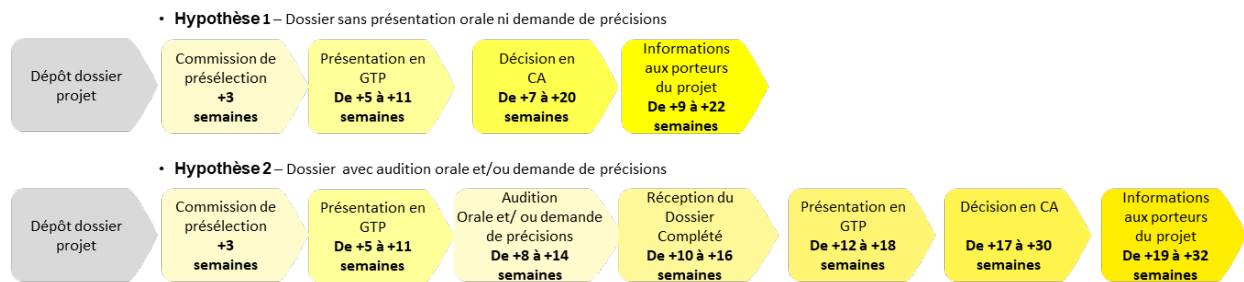 • Hypothèse 1 – Dossier sans présentation orale ni demande de précisions
Dépôt dossier
projet
Commission de
présélection
+3
semaines
Présentation en
GTP
De +5 à +11
semaines
Décision en
CA
De +7 à +20
semaines
Informations
aux porteurs
du projet
De +9 à +22
semaines
• Hypothèse 2 – Dossier avec audition orale et/ou demande de précisions
Dépôt dossier
projet
Commission de
présélection
+3
semaines
Présentation en
GTP
De +5 à +11
semaines
Audition
Orale et/ ou demande
de précisions
De +8 à +14
semaines
Réception du
Dossier
Complété
De +10 à +16
semaines
Présentation en
GTP
De +12 à +18
semaines
Décision en CA
De +17 à +30
semaines
Informations
aux porteurs
du projet
De +19 à +32
semaines